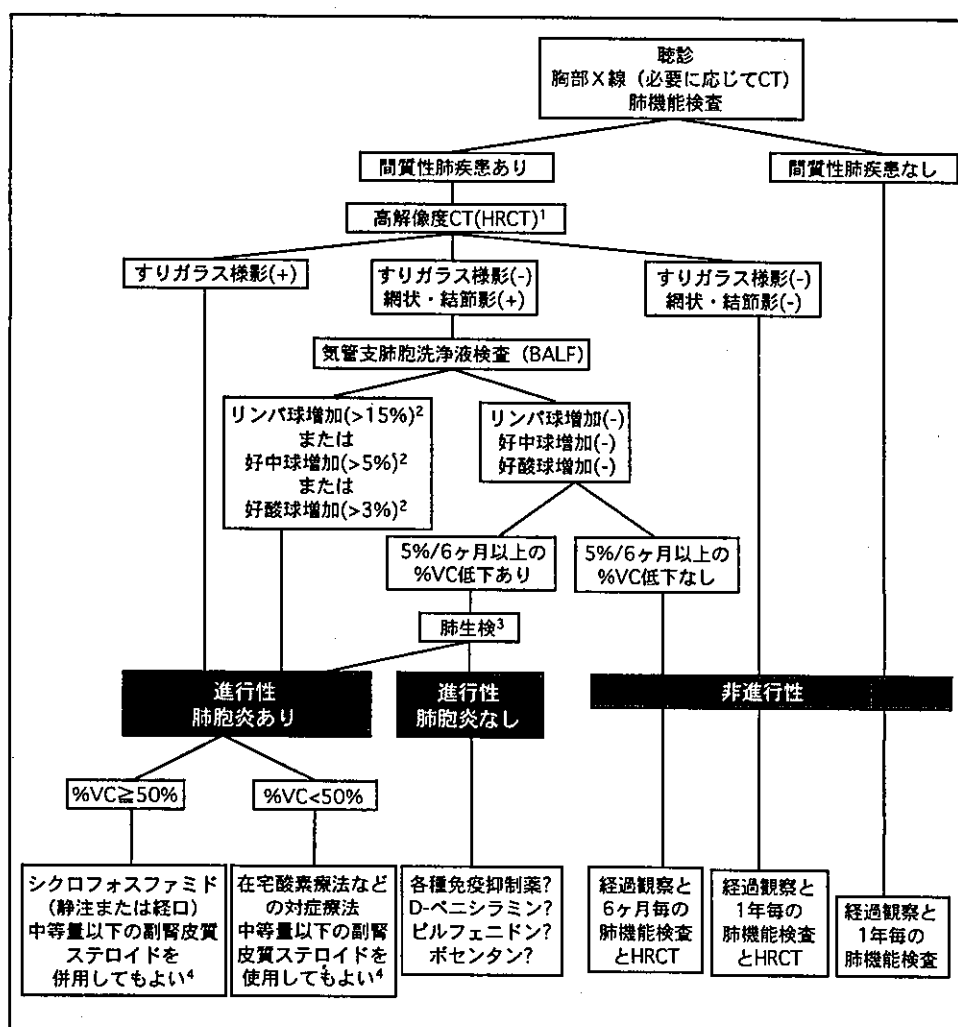 聴診
胸部X線（必要に応じてCT）
肺機能検査
間質性肺疾患あり
間質性肺疾患なし
高解像度CT(HRCT)1
すりガラス様影(+)
すりガラス様影(-)
網状・結節影(+)
すりガラス様影(-)
網状・結節影(-)
気管支肺胞洗浄液検査（BALF）
リンパ球増加(>15%)2
または
好中球増加(>5%)2
または
好酸球増加(>3%)2
リンパ球増加(-)
好中球増加(-)
好酸球増加(-)
5%/6ヶ月以上の
%VC低下あり
5%/6ヶ月以上の
%VC低下なし
肺生検3
進行性
肺胞炎あり
進行性
肺胞炎なし
非進行性
%VC≧50%
%VC<50%
シクロフォスファミド
（静注または経口）
中等量以下の副腎皮質
ステロイドを
併用してもよい4
在宅酸素療法など
の対症療法
中等量以下の副腎
皮質ステロイドを
使用してもよい4
各種免疫抑制薬?
D-ペニシラミン?
ピルフェニドン?
ボセンタン?
経過観察と
6ヶ月毎の
肺機能検査
とHRCT
経過観察と
1年毎の
肺機能検査
とHRCT
経過観察と
1年毎の
肺機能検査